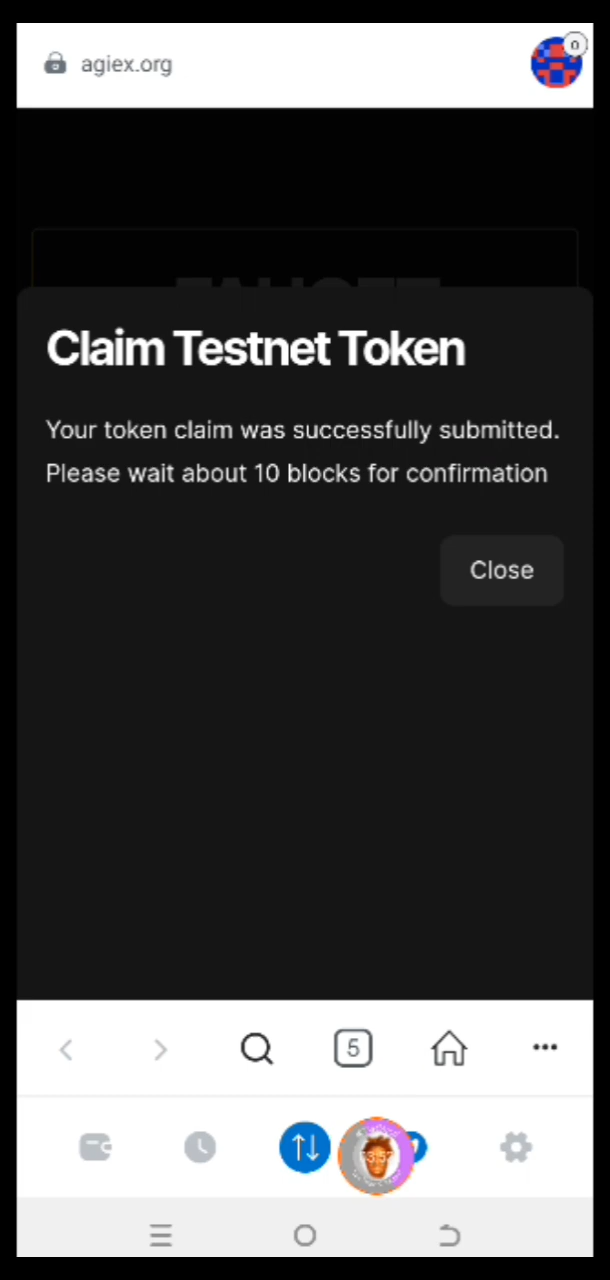 agiex.org
0
Claim Testnet Token
Your token claim was successfully submitted.
Please wait about 10 blocks for confirmation
Close
5